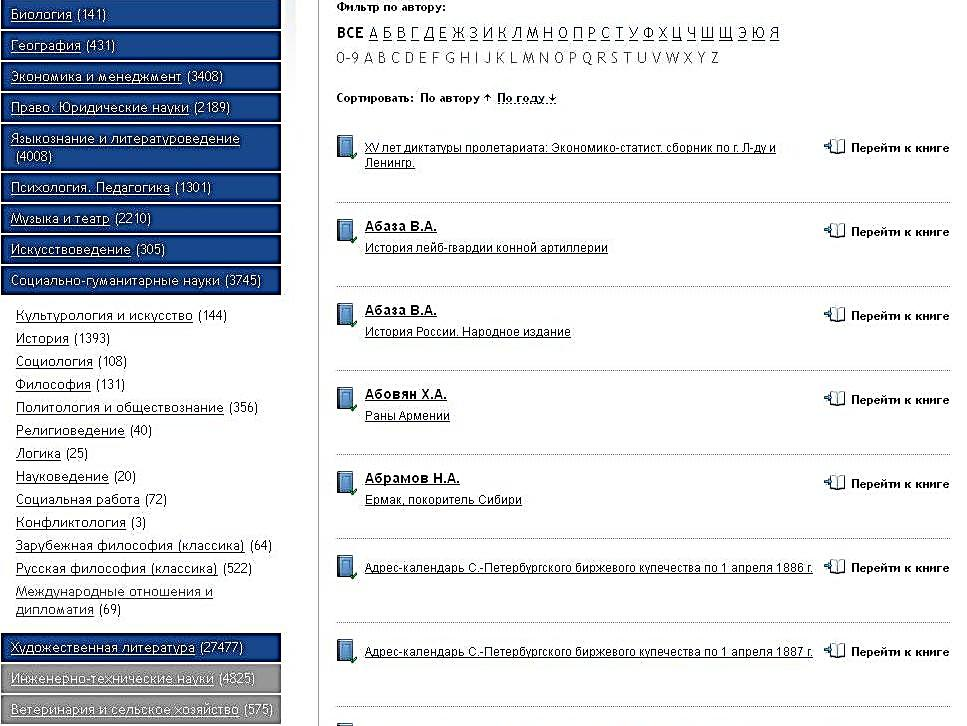 Биология (141)
География (431)
Экономика и менеджмент (3408)
Право. Юридические науки (2189)
Языкознание и литературоведение
(4008)
Психология. Педагогика (1301)
Музыка и театр (2210)
Искусствоведение (305)
Социально-гуманитарные науки (3745)
Культурология и искусство (144)
История (1393)
Социология (108)
Философия (131)
Политология и обществознание (356)
Религиоведение (40)
Логика (25)
Науковедение (20)
Социальная работа (72)
Конфликтология (3)
Зарубежная философия (классика) (64)
Русская философия (классика) (522)
Международные отношения и
дипломатия (69)
Художественная литература (27477)
Инженерно-технические науки (4825)
Ветеринария и сельское хозяйство (575)
Фильтр по автору:
ВСЕ А Б В Г Д Е Ж З И К Л М Н О П Р С Т У Ф Х Ц Ч Ш Щ Э Ю Я
0-9 A B C D E F G H I J K L M N O P Q R S T U V W X Y Z
Сортировать: По автору ↑ По году ↓
XV лет диктатуры пролетариата: Экономико-статист. сборник по г. Л-ду и
Ленингр.
Перейти к книге
Абаза В.А.
История лейб-гвардии конной артиллерии
Перейти к книге
Абаза В.А.
История России. Народное издание
Перейти к книге
Абовян Х.А.
Раны Армении
Перейти к книге
Абрамов Н.А.
Ермак, покоритель Сибири
Перейти к книге
Адрес-календарь С.-Петербургского биржевого купечества по 1 апреля 1886 г.
Перейти к книге
Адрес-календарь С.-Петербургского биржевого купечества по 1 апреля 1887 г.
Перейти к книге